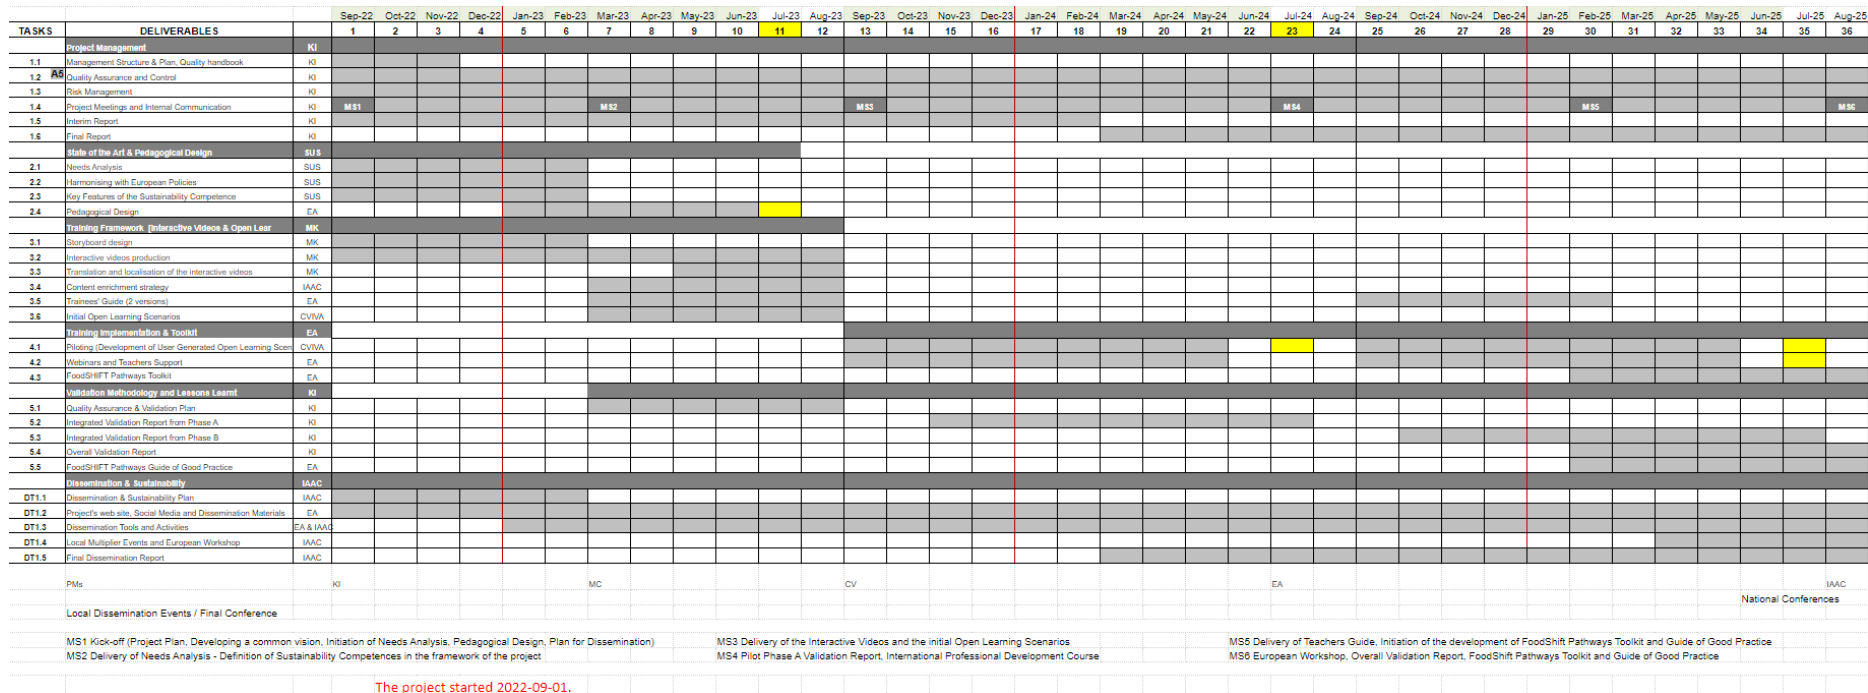 Sep-22 Oct-22 Nov-22 Dec-22 Jan-23 Feb-23 Mar-23 Apr-23 May-23 Jun-23 Jul-23 Aug-23 Sep-23 Oct-23 Nov-23 Dec-23 Jan-24 Feb-24 Mar-24 Apr-24 May-24 Jun-24 Jul-24 Aug-24 Sep-24 Oct-24 Nov-24 Dec-24 Jan-25 Feb-25 Mar-25 Apr-25 May-25 Jun-25 Jul-25 Aug-25
TASKS DELIVERABLES 1 2 3 4 5 6 7 8 9 10 11 12 13 14 15 16 17 18 19 20 21 22 23 24 25 26 27 28 29 30 31 32 33 34 35 36
Project Management KI
1.1 Management Structure & Plan, Quality handbook KI
1.2 A5 Quality Assurance and Control KI
1.3 Risk Management KI
1.4 Project Meetings and Internal Communication KI MS1 MS2 MS3 MS4 MS5 MS6
1.5 Interim Report KI
1.6 Final Report KI
State of the Art & Pedagogical Design SUS
2.1 Needs Analysis SUS
2.2 Harmonising with European Policies SUS
2.3 Key Features of the Sustainability Competence SUS
2.4 Pedagogical Design EA
Training Framework [Interactive Videos & Open Lear MK
3.1 Storyboard design MK
3.2 Interactive videos production MK
3.3 Translation and localisation of the interactive videos MK
3.4 Content enrichment strategy IAAC
3.5 Trainees' Guide (2 versions) EA
3.6 Initial Open Learning Scenarios CVIVA
Training Implementation & Toolkit EA
4.1 Piloting (Development of User Generated Open Learning Scen CVIVA
4.2 Webinars and Teachers Support EA
4.3 FoodSHIFT Pathways Toolkit EA
Validation Methodology and Lessons Learnt KI
5.1 Quality Assurance & Validation Plan KI
5.2 Integrated Validation Report from Phase A KI
5.3 Integrated Validation Report from Phase B KI
5.4 Overall Validation Report KI
5.5 FoodSHIFT Pathways Guide of Good Practice EA
Dissemination & Sustainability IAAC
DT1.1 Dissemination & Sustainability Plan IAAC
DT1.2 Project's web site, Social Media and Dissemination Materials EA
DT1.3 Dissemination Tools and Activities EA & IAAC
DT1.4 Local Multiplier Events and European Workshop IAAC
DT1.5 Final Dissemination Report IAAC
PMs KI MC CV EA IAAC
National Conferences
Local Dissemination Events / Final Conference
MS1 Kick-off (Project Plan, Developing a common vision, Initiation of Needs Analysis, Pedagogical Design, Plan for Dissemination) MS3 Delivery of the Interactive Videos and the initial Open Learning Scenarios MS5 Delivery of Teachers Guide, Initiation of the development of FoodShift Pathways Toolkit and Guide of Good Practice
MS2 Delivery of Needs Analysis - Definition of Sustainability Competences in the framework of the project MS4 Pilot Phase A Validation Report, International Professional Development Course MS6 European Workshop, Overall Validation Report, FoodShift Pathways Toolkit and Guide of Good Practice
The project started 2022-09-01.